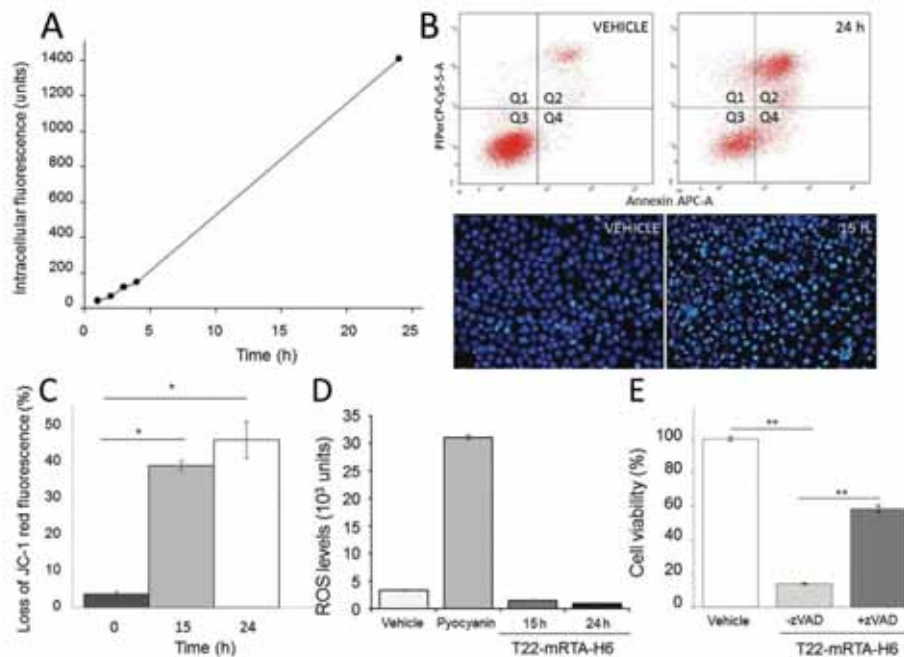 A
Intracellular fluorescence (units)
1400
1200
1000
800
600
400
200
0
0 5 10 15 20 25
Time (h)
B
VEHICLE
24 h
PIPerCP-Cy5-5-A
Q1 Q2
Q3 Q4
Q1 Q2
Q3 Q4
Annexin APC-A
VEHICLE
15 h
C
Loss of JC-1 red fluorescence (%)
50
40
30
20
10
0
* *
0 15 24
Time (h)
D
ROS levels (10³ units)
35
30
25
20
15
10
5
0
Vehicle Pyocyanin 15 h 24 h
T22-mRTA-H6
E
Cell viability (%)
100
80
60
40
20
0
**
**
Vehicle -zVAD +zVAD
T22-mRTA-H6